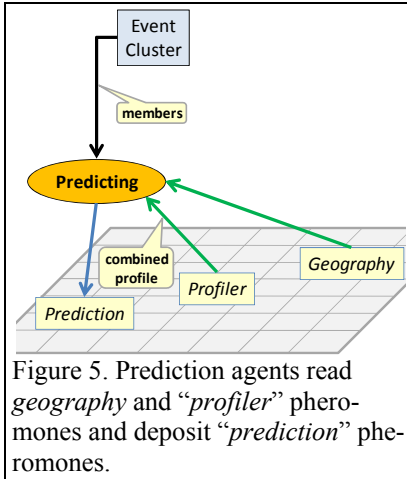 Event
Cluster
members
Predicting
combined
profile
Geography
Profiler
Prediction
Figure 5. Prediction agents read
geography and “profiler” phero-
mones and deposit “prediction” phe-
romones.